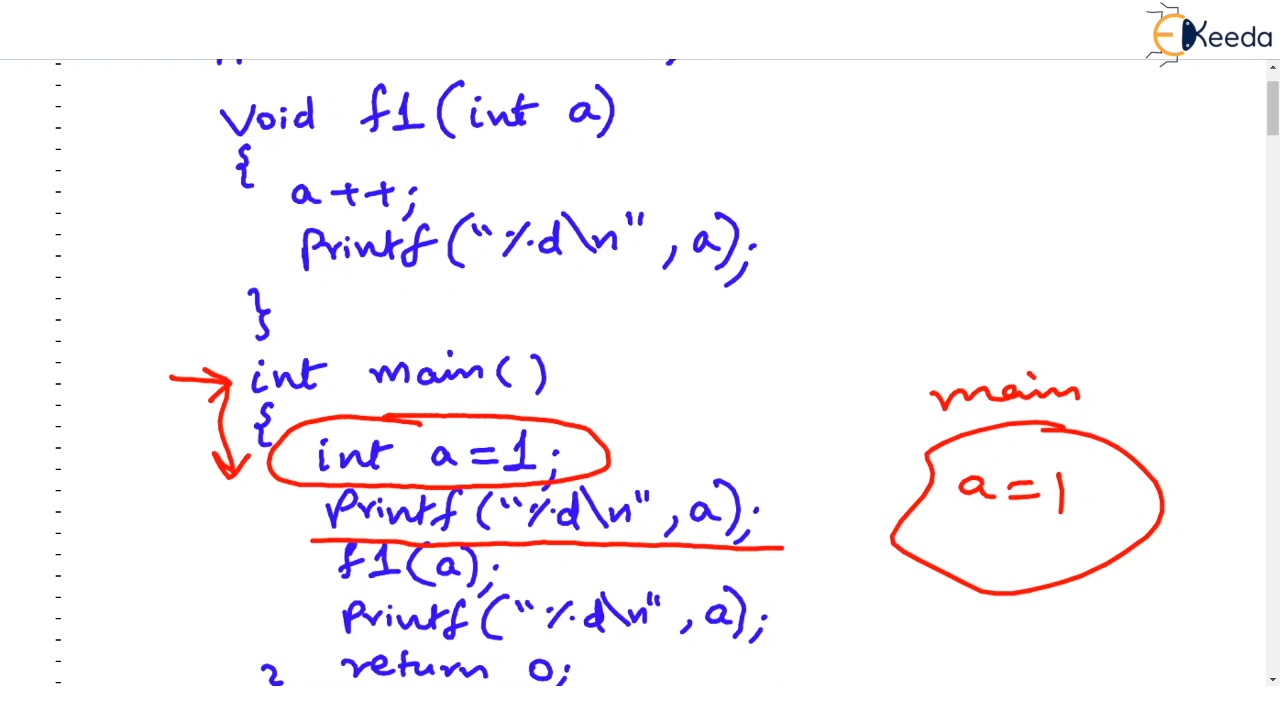 Keeda
void f1(int a)
{
a++;
printf("%d\n", a);
}
int main()
{
int a=1;
printf("%d\n", a);
f1(a);
printf("%d\n", a);
} return 0;
main
a=1